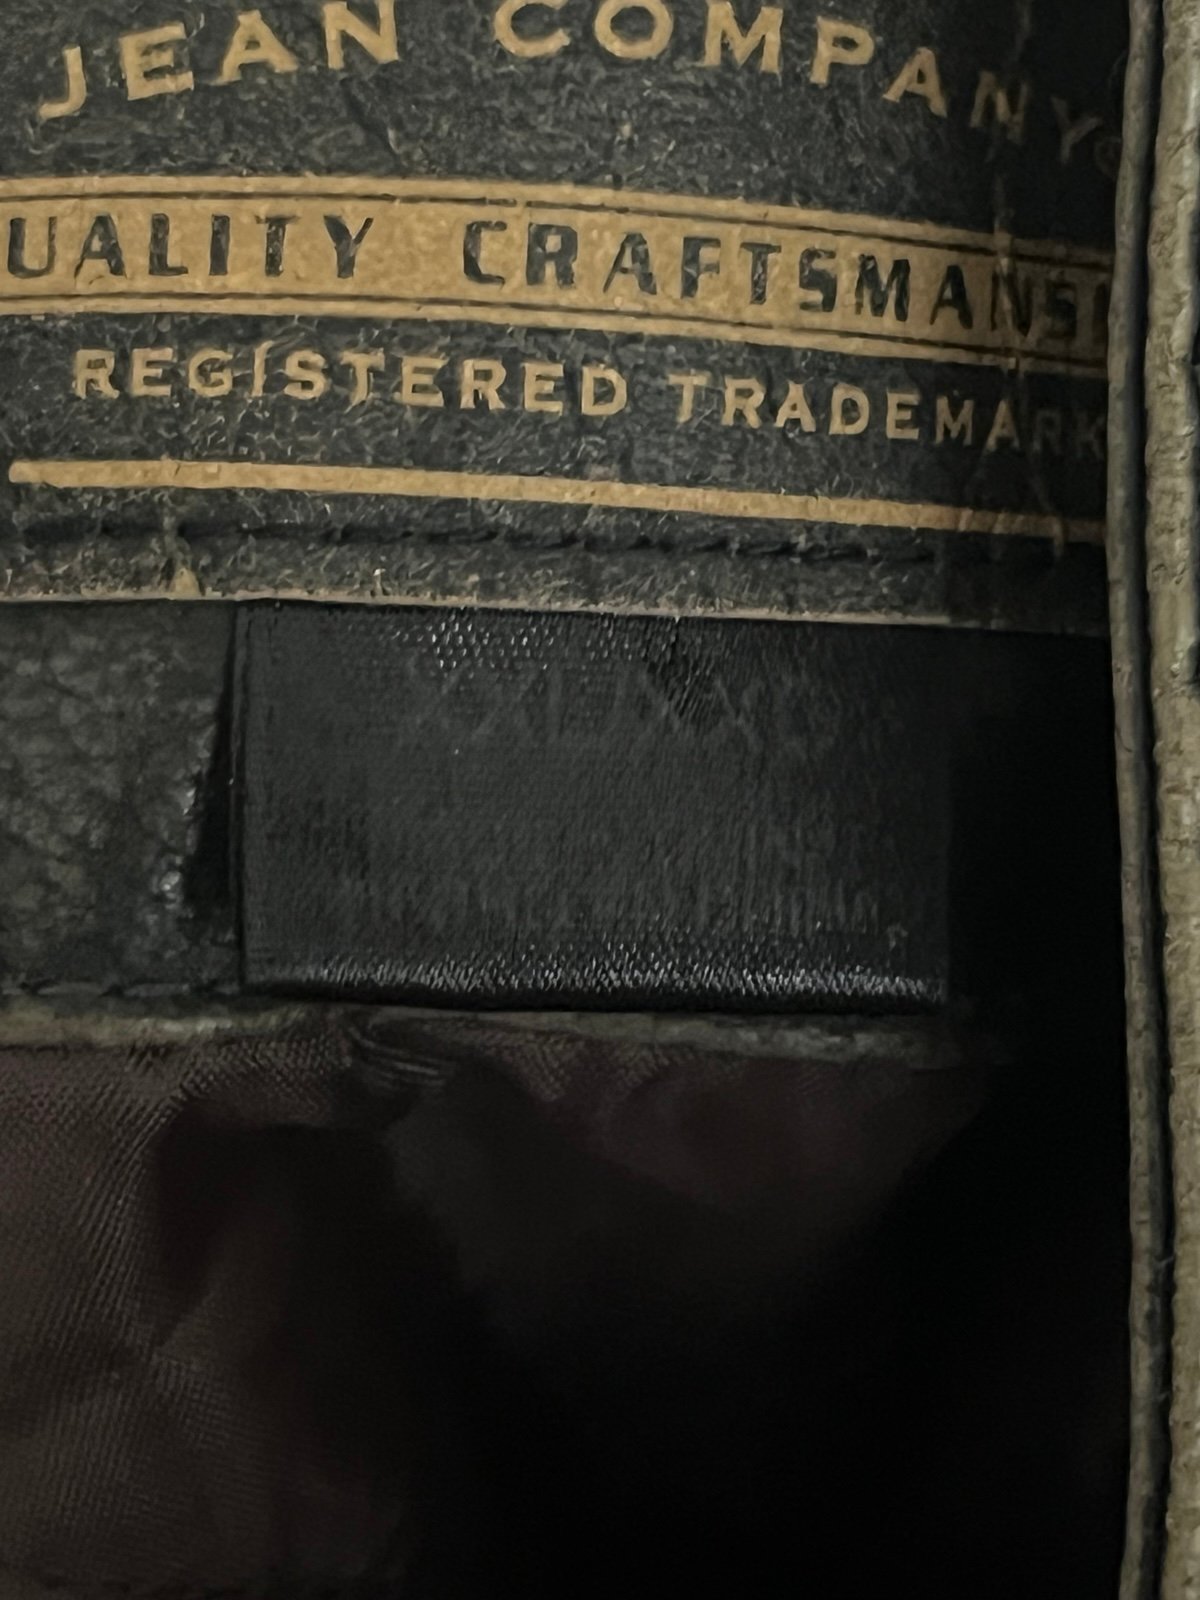 JEAN COMPANY®
UALITY CRAFTSMANS
REGISTERED TRADEMARK